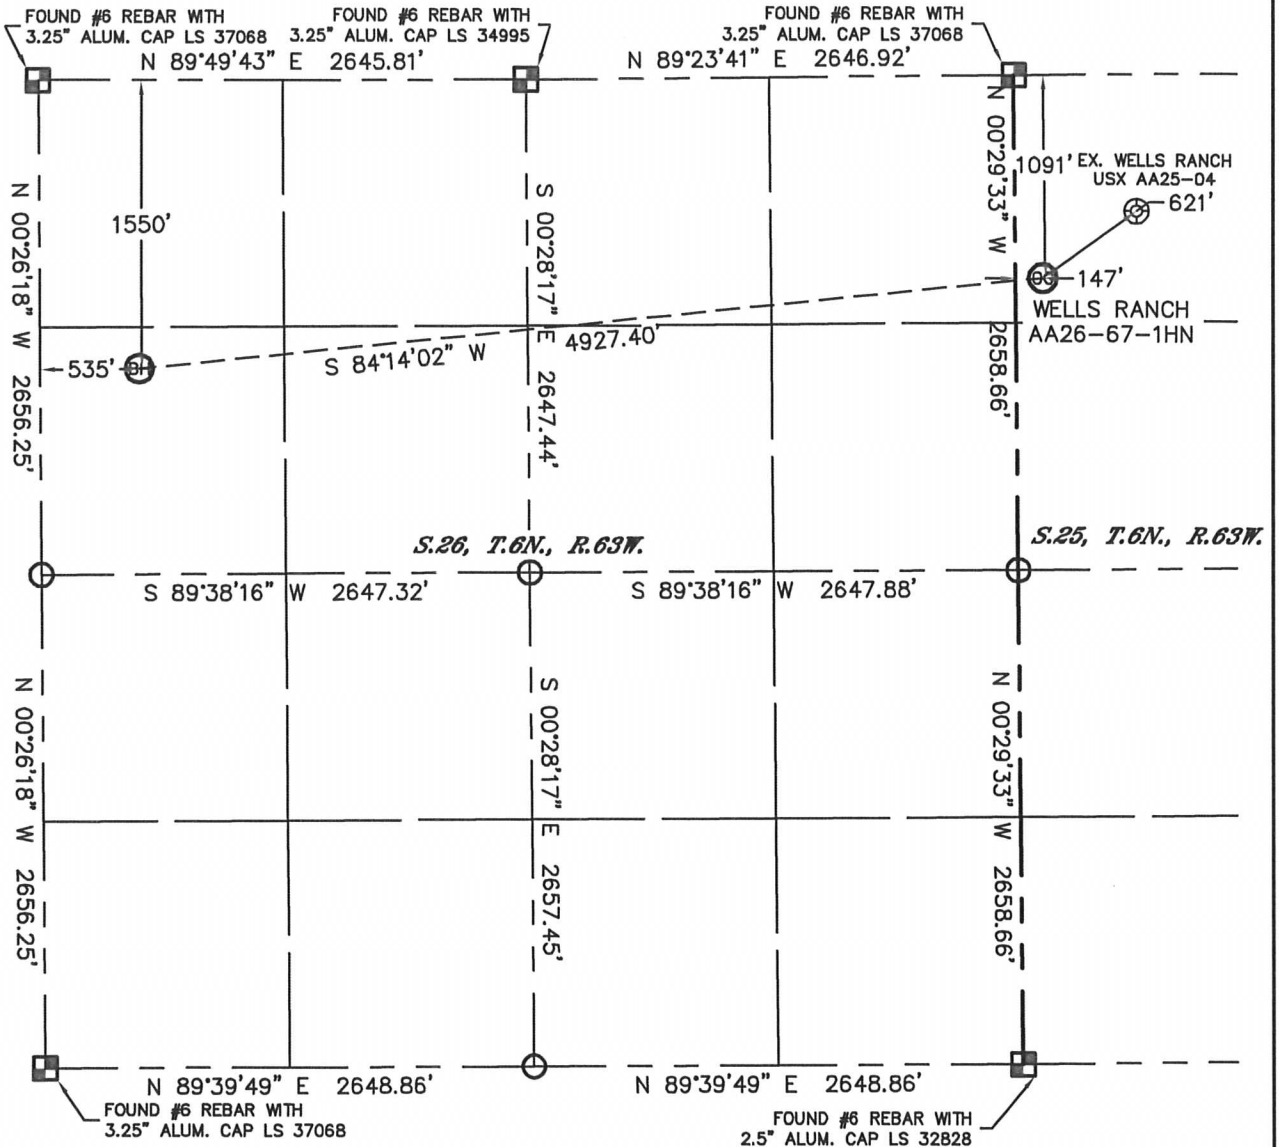 FOUND #6 REBAR WITH
3.25" ALUM. CAP LS 37068
FOUND #6 REBAR WITH
3.25" ALUM. CAP LS 34995
FOUND #6 REBAR WITH
3.25" ALUM. CAP LS 37068
N 89°49'43" E 2645.81'
N 89°23'41" E 2646.92'
N 00°26'18" W 2656.25'
1550'
S 00°28'17" E 2647.44'
N 00°29'33" W 2658.66'
1091'
EX. WELLS RANCH
USX AA25-04
621'
OG
147'
WELLS RANCH
AA26-67-1HN
535'
BH
S 84°14'02" W 4927.40'
S.26, T.6N., R.63W.
S.25, T.6N., R.63W.
S 89°38'16" W 2647.32'
S 89°38'16" W 2647.88'
N 00°26'18" W 2656.25'
S 00°28'17" E 2657.45'
N 00°29'33" W 2658.66'
N 89°39'49" E 2648.86'
N 89°39'49" E 2648.86'
FOUND #6 REBAR WITH
3.25" ALUM. CAP LS 37068
FOUND #6 REBAR WITH
2.5" ALUM. CAP LS 32828